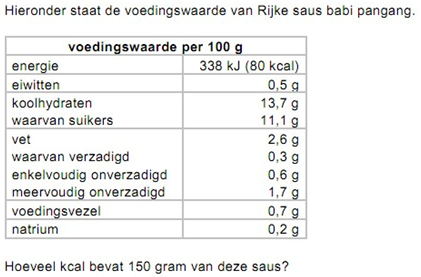 Hieronder staat de voedingswaarde van Rijke saus babi pangang.
voedingswaarde per 100 g
energie 338 kJ (80 kcal)
eiwitten 0,5 g
koolhydraten 13,7 g
waarvan suikers 11,1 g
vet 2,6 g
waarvan verzadigd 0,3 g
enkelvoudig onverzadigd 0,6 g
meervoudig onverzadigd 1,7 g
voedingsvezel 0,7 g
natrium 0,2 g
Hoeveel kcal bevat 150 gram van deze saus?